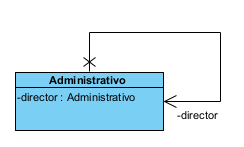 Administrativo
-director : Administrativo
-director